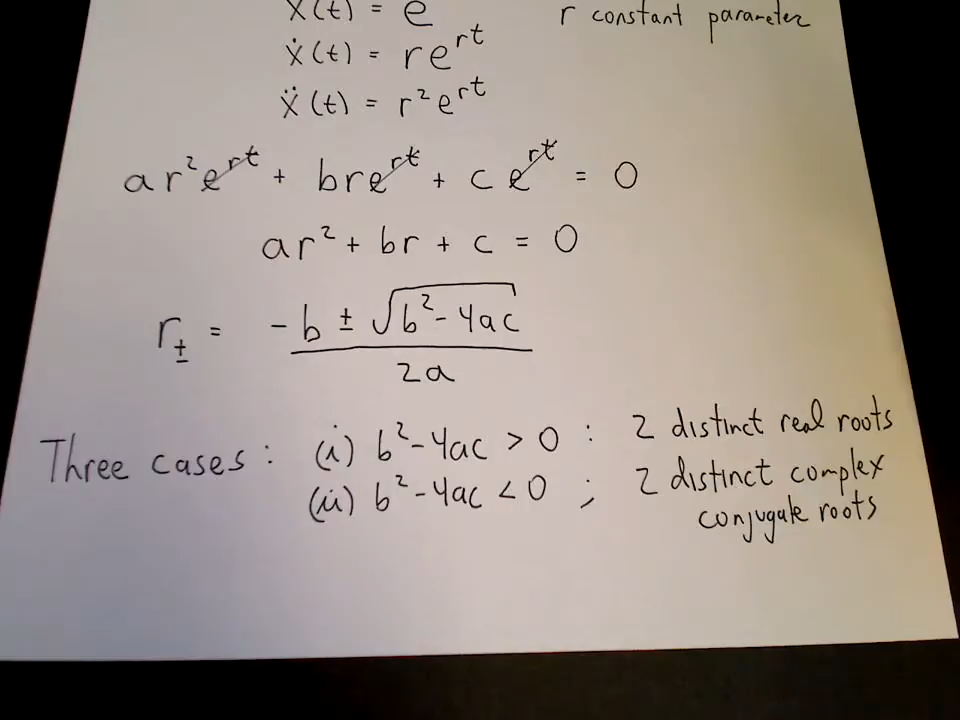 x(t) = e
r constant parameter
ẋ(t) = re^{rt}
ẍ(t) = r²e^{rt}
ar²e^{rt} + bre^{rt} + ce^{rt} = 0
ar² + br + c = 0
r_± = (-b ± √(b² - 4ac)) / 2a
Three cases: (i) b² - 4ac > 0 : 2 distinct real roots
(ii) b² - 4ac < 0 ; 2 distinct complex
conjugate roots